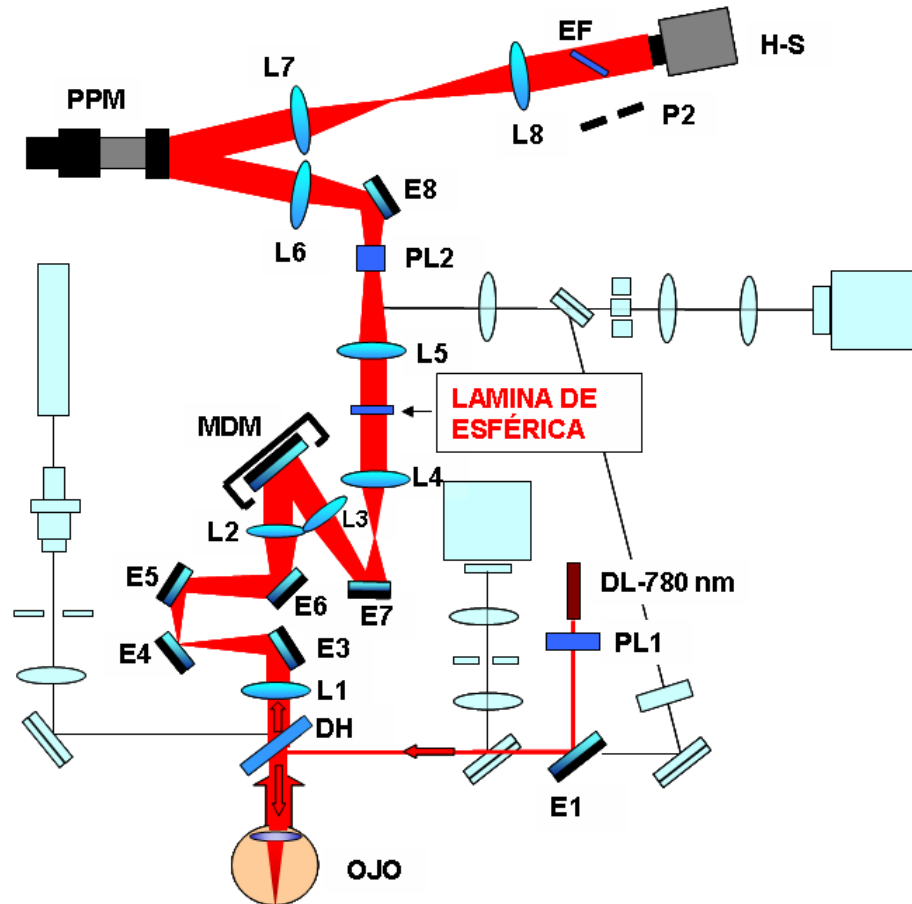 EF
H-S
L7
PPM
P2
L8
E8
L6
PL2
L5
LAMINA DE
ESFÉRICA
MDM
L4
L3
L2
E5
DL-780 nm
E6
E7
E4
E3
PL1
L1
DH
E1
OJO